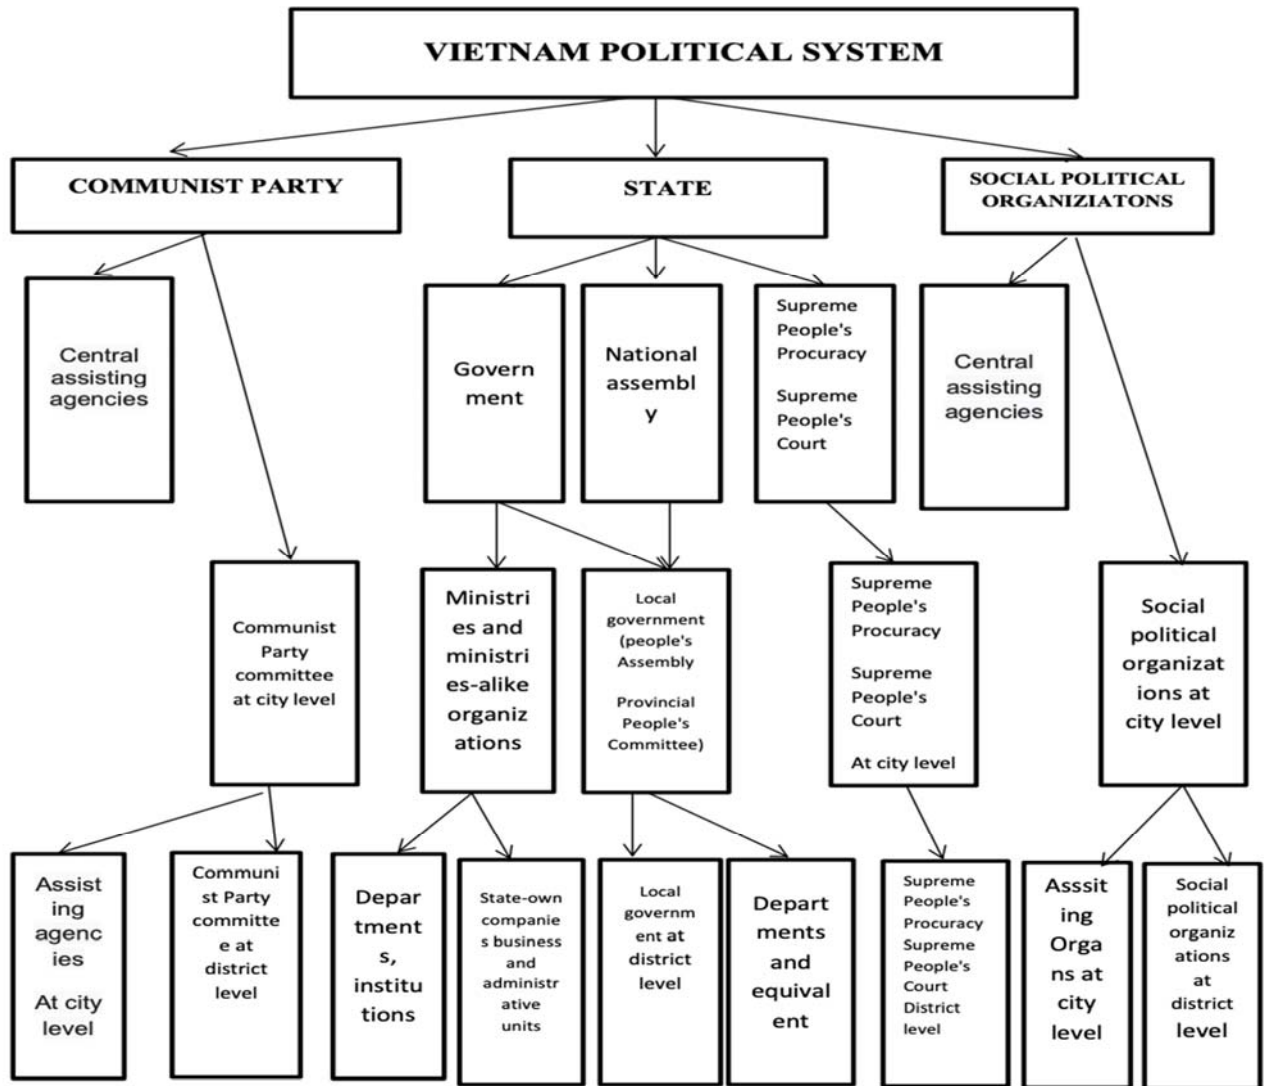 VIETNAM POLITICAL SYSTEM
COMMUNIST PARTY
STATE
SOCIAL POLITICAL
ORGANIZIATONS
Central
assisting
agencies
Govern
ment
National
assembl
y
Supreme
People's
Procuracy
Supreme
People's
Court
Central
assisting
agencies
Communist
Party
committee
at city level
Ministri
es and
ministri
es-alike
organiz
ations
Local
government
(people's
Assembly
Provincial
People's
Committee)
Supreme
People's
Procuracy
Supreme
People's
Court
At city level
Social
political
organizat
ions at
city level
Assist
ing
agenc
ies
At city
level
Communi
st Party
committe
e at
district
level
Depar
tment
s,
institu
tions
State-own
companie
s business
and
administr
ative
units
Local
governm
ent at
district
level
Depart
ments
and
equival
ent
Supreme
People's
Procuracy
Supreme
People's
Court
District
level
Asssit
ing
Orga
ns at
city
level
Social
political
organiz
ations
at
district
level